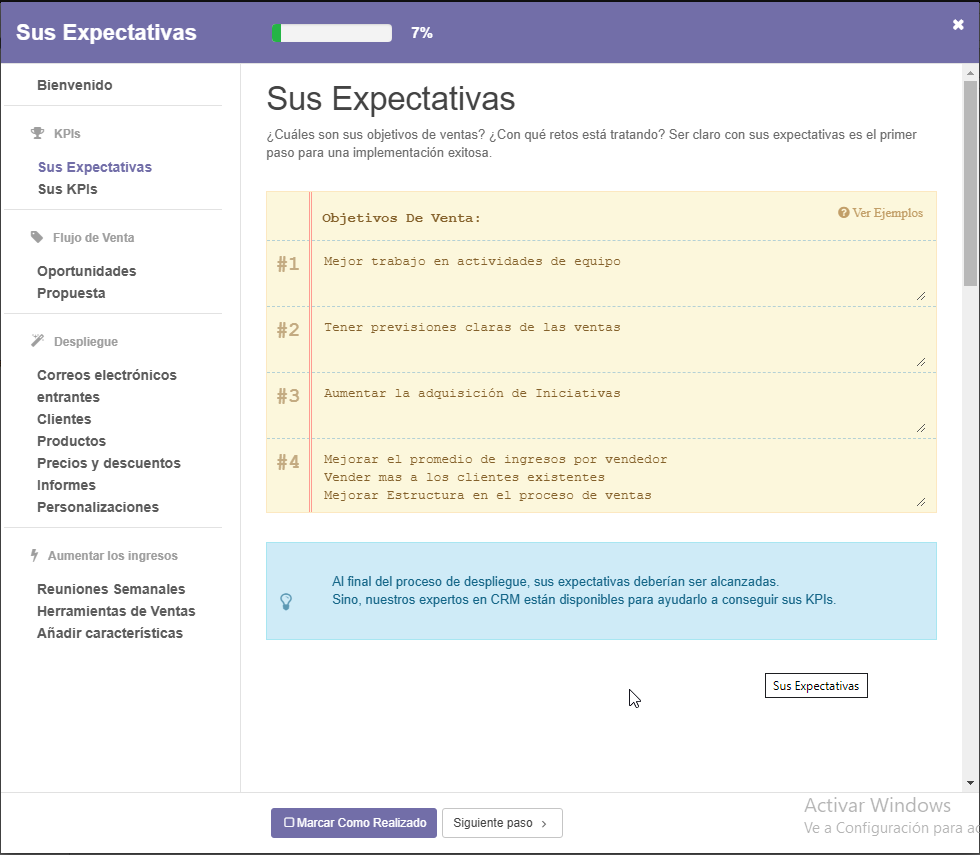 Sus Expectativas
7%
Bienvenido
KPIs
Sus Expectativas
Sus KPIs
Flujo de Venta
Oportunidades
Propuesta
Despliegue
Correos electrónicos
entrantes
Clientes
Productos
Precios y descuentos
Informes
Personalizaciones
Aumentar los ingresos
Reuniones Semanales
Herramientas de Ventas
Añadir características
Sus Expectativas
¿Cuáles son sus objetivos de ventas? ¿Con qué retos está tratando? Ser claro con sus expectativas es el primer
paso para una implementación exitosa.
Objetivos De Venta:
Ver Ejemplos
#1 Mejor trabajo en actividades de equipo
#2 Tener previsiones claras de las ventas
#3 Aumentar la adquisición de Iniciativas
#4 Mejorar el promedio de ingresos por vendedor
Vender mas a los clientes existentes
Mejorar Estructura en el proceso de ventas
Al final del proceso de despliegue, sus expectativas deberían ser alcanzadas.
Sino, nuestros expertos en CRM están disponibles para ayudarlo a conseguir sus KPIs.
Sus Expectativas
Marcar Como Realizado
Siguiente paso
Activar Windows
Ve a Configuración para